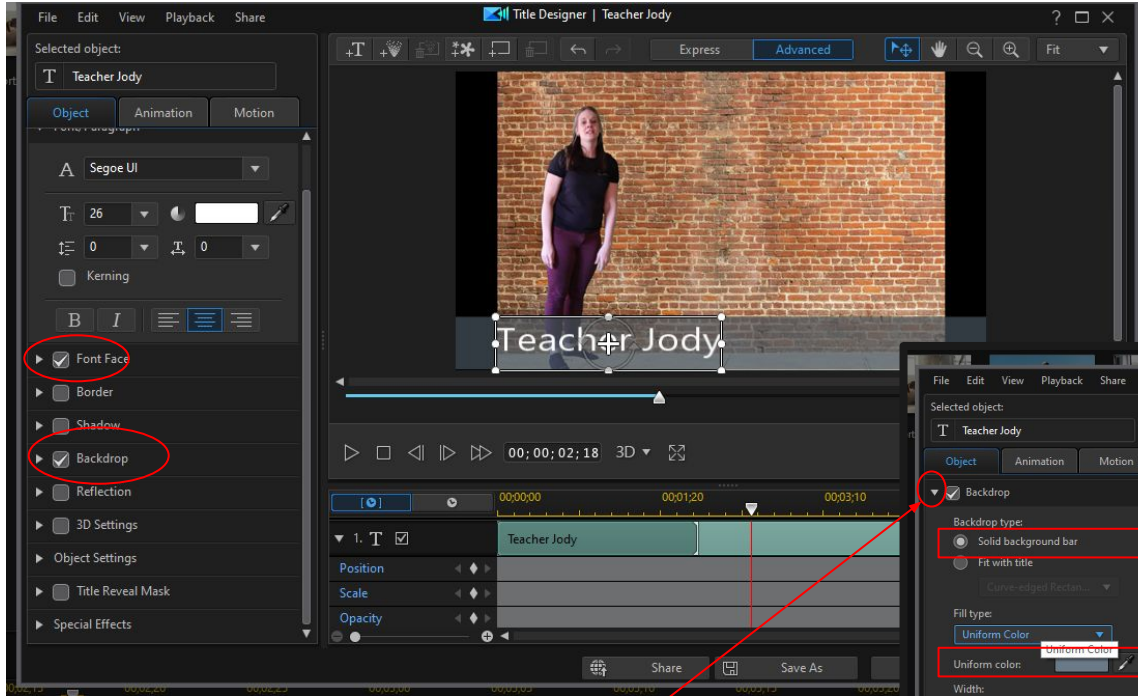 File Edit View Playback Share
Title Designer | Teacher Jody
?
Selected object:
T Teacher Jody
Object Animation Motion
Font/Paragraph
A Segoe UI
26
0 0
Kerning
B I
Font Face
Border
Shadow
Backdrop
Reflection
3D Settings
Object Settings
Title Reveal Mask
Special Effects
Express Advanced
Fit
Teacher Jody
00;00;02;18 3D
00;00;00 00;01;20 00;03;10
1. T Teacher Jody
Position
Scale
Opacity
Share Save As
File Edit View Playback Share
Selected object:
T Teacher Jody
Object Animation Motion
Backdrop
Backdrop type:
Solid background bar
Fit with title
Curve-edged Rectan...
Fill type:
Uniform Color
Uniform Color
Uniform color:
Width: